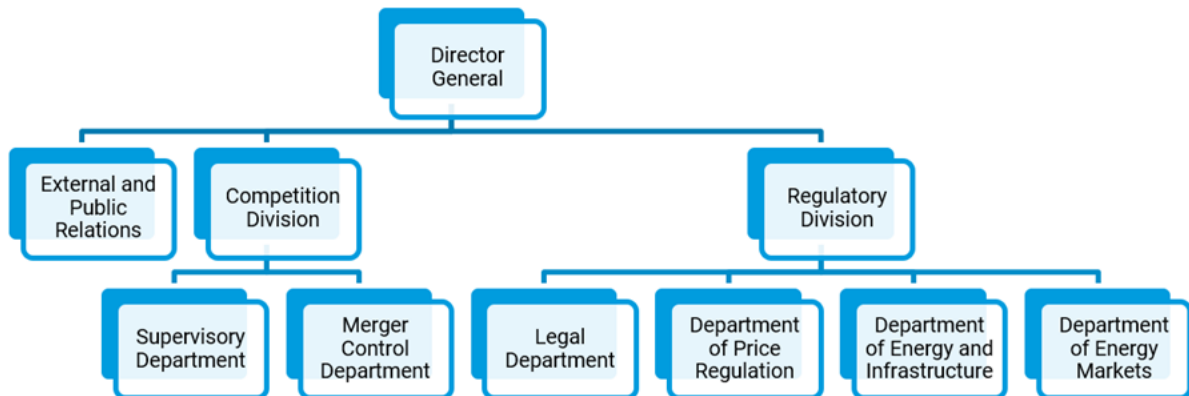 Director
General
External and
Public
Relations
Competition
Division
Regulatory
Division
Supervisory
Department
Merger
Control
Department
Legal
Department
Department
of Price
Regulation
Department
of Energy and
Infrastructure
Department
of Energy
Markets